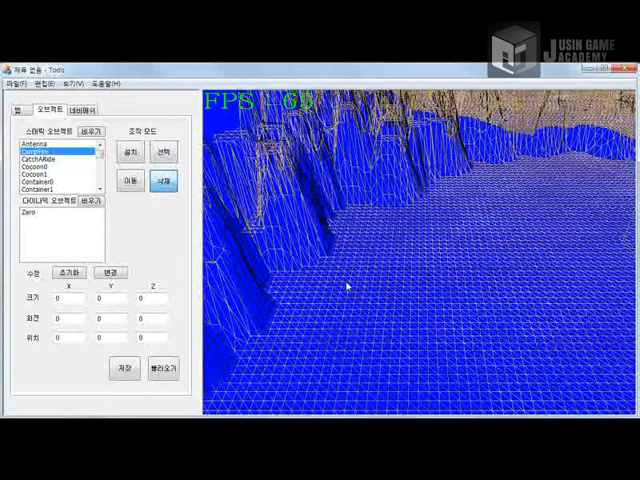 JUSIN GAME
ACADEMY
제목 없음 - Tools
파일(F) 편집(E) 보기(V) 도움말(H)
맵 오브젝트 네비메쉬
스태틱 오브젝트 비우기 조작 모드
Antenna
CampFire
CatchARide
Cocoon0
Cocoon1
Container0
Container1
설치 선택
이동 삭제
다이나믹 오브젝트 비우기
Zero
수정 초기화 변경
X Y Z
크기 0 0 0
회전 0 0 0
위치 0 0 0
저장 불러오기
FPS - 65